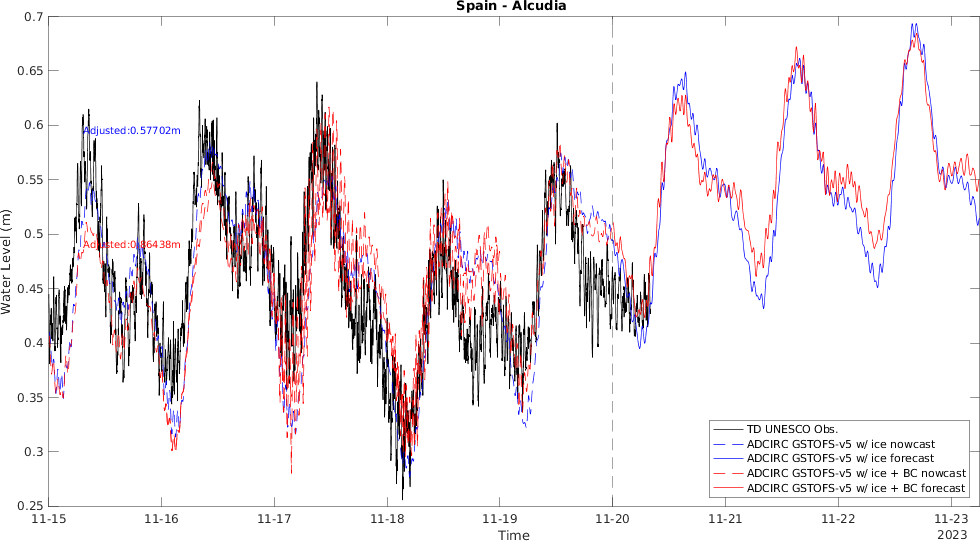 Spain - Alcudia
0.7
0.65
0.6
0.55
0.5
0.45
0.4
0.35
0.3
0.25
Water Level (m)
Adjusted:0.57702m
Adjusted:0.86438m
TD UNESCO Obs.
ADCIRC GSTOFS-v5 w/ ice nowcast
ADCIRC GSTOFS-v5 w/ ice forecast
ADCIRC GSTOFS-v5 w/ ice + BC nowcast
ADCIRC GSTOFS-v5 w/ ice + BC forecast
11-15 11-16 11-17 11-18 11-19 11-20 11-21 11-22 11-23
Time 2023